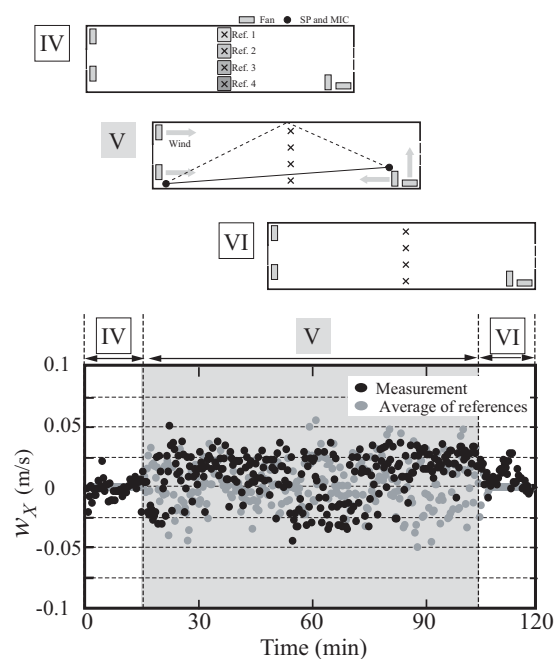 Fan SP and MIC
IV
Ref. 1
Ref. 2
Ref. 3
Ref. 4
V
Wind
VI
IV V VI
0.1
0.05
0
-0.05
-0.1
w_X (m/s)
Measurement
Average of references
0 30 60 90 120
Time (min)